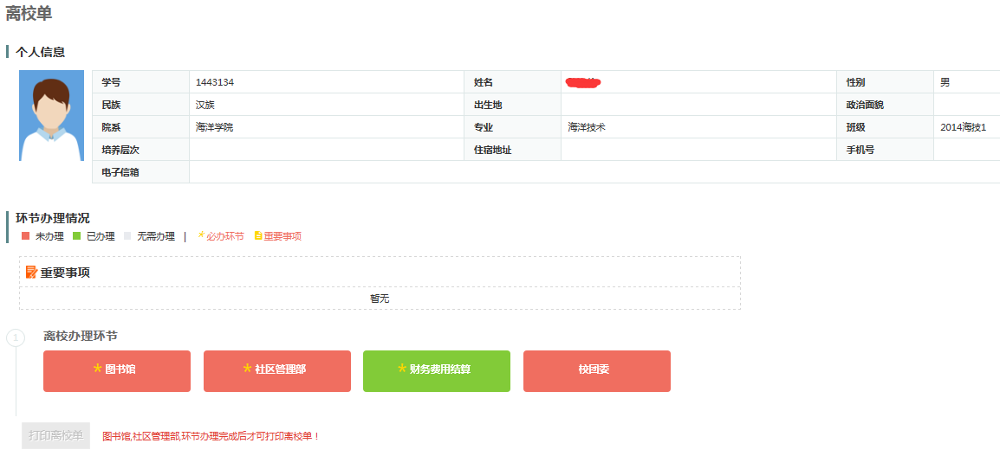 离校单
个人信息
学号 1443134 姓名 性别 男
民族 汉族 出生地 政治面貌
院系 海洋学院 专业 海洋技术 班级 2014海技1
培养层次 住宿地址 手机号
电子信箱
环节办理情况
未办理 已办理 无需办理 | *必办环节 重要事项
重要事项
暂无
1 离校办理环节
*图书馆 *社区管理部 *财务费用结算 校团委
打印离校单 图书馆,社区管理部,环节办理完成后才可打印离校单！